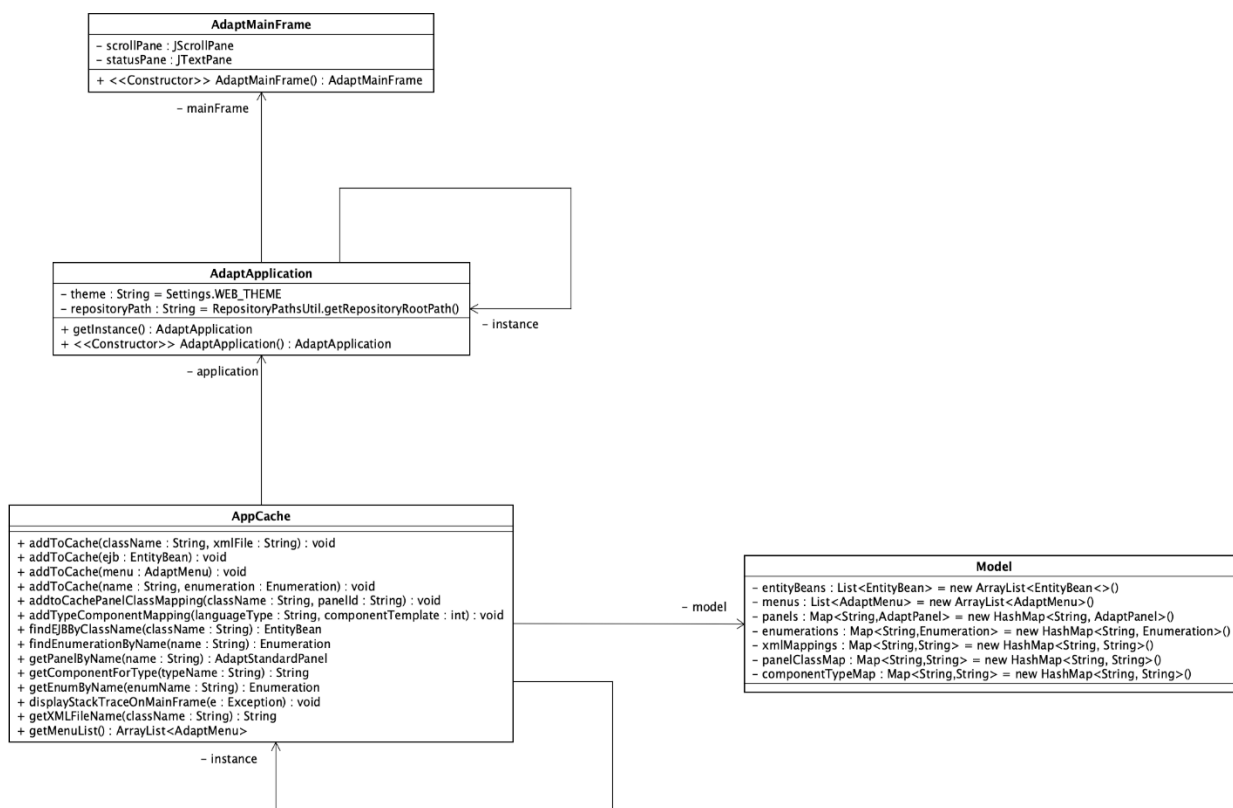 AdaptMainFrame
– scrollPane : JScrollPane
– statusPane : JTextPane
+ <<Constructor>> AdaptMainFrame() : AdaptMainFrame
– mainFrame
AdaptApplication
– theme : String = Settings.WEB_THEME
– repositoryPath : String = RepositoryPathsUtil.getRepositoryRootPath()
+ getInstance() : AdaptApplication
+ <<Constructor>> AdaptApplication() : AdaptApplication
– instance
– application
AppCache
+ addToCache(className : String, xmlFile : String) : void
+ addToCache(ejb : EntityBean) : void
+ addToCache(menu : AdaptMenu) : void
+ addToCache(name : String, enumeration : Enumeration) : void
+ addtoCachePanelClassMapping(className : String, panelId : String) : void
+ addTypeComponentMapping(languageType : String, componentTemplate : int) : void
+ findEJBByClassName(className : String) : EntityBean
+ findEnumerationByName(name : String) : Enumeration
+ getPanelByName(name : String) : AdaptStandardPanel
+ getComponentForType(typeName : String) : String
+ getEnumByName(enumName : String) : Enumeration
+ displayStackTraceOnMainFrame(e : Exception) : void
+ getXMLFileName(className : String) : String
+ getMenuList() : ArrayList<AdaptMenu>
– instance
– model
Model
– entityBeans : List<EntityBean> = new ArrayList<EntityBean<>()
– menus : List<AdaptMenu> = new ArrayList<AdaptMenu>()
– panels : Map<String,AdaptPanel> = new HashMap<String, AdaptPanel>()
– enumerations : Map<String,Enumeration> = new HashMap<String, Enumeration>()
– xmlMappings : Map<String,String> = new HashMap<String, String>()
– panelClassMap : Map<String,String> = new HashMap<String, String>()
– componentTypeMap : Map<String,String> = new HashMap<String, String>()